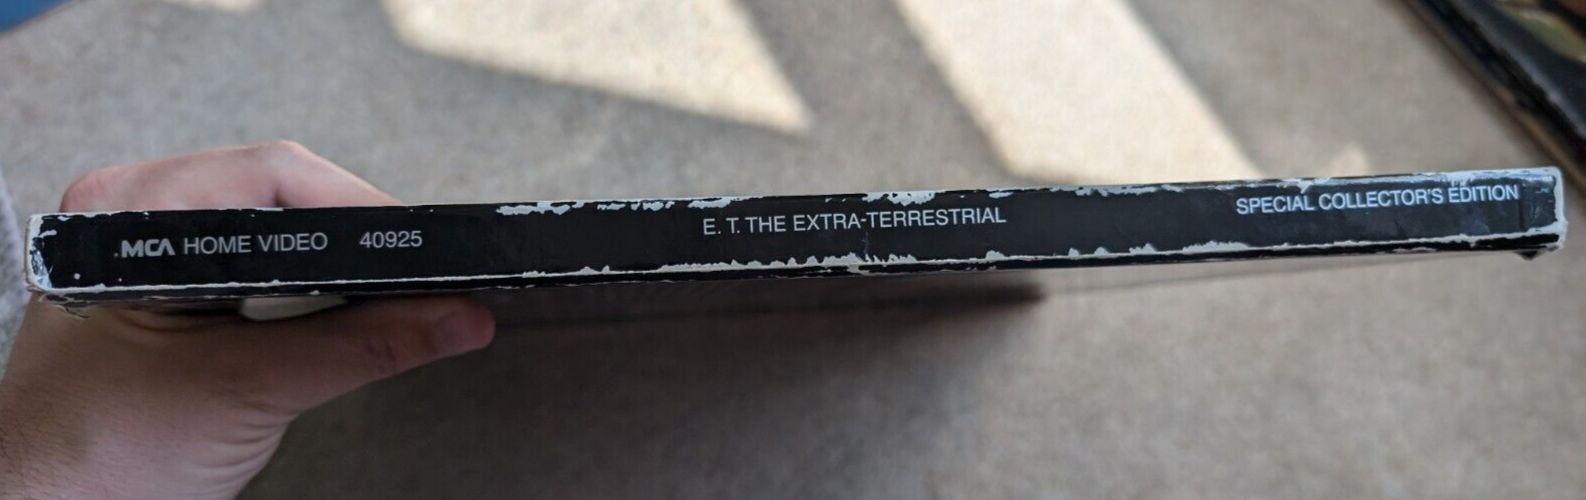 MCA HOME VIDEO 40925 E. T. THE EXTRA-TERRESTRIAL SPECIAL COLLECTOR'S EDITION